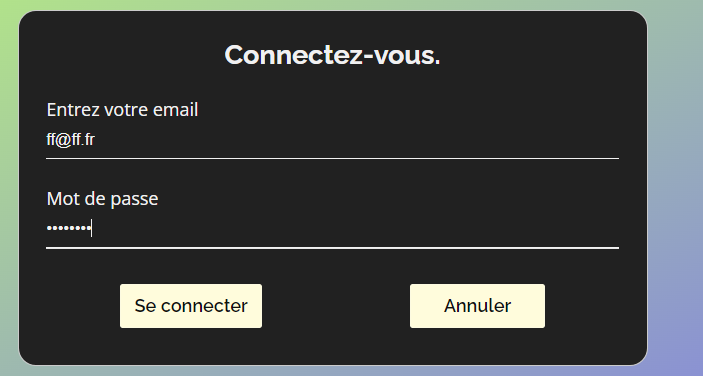 Connectez-vous.
Entrez votre email
ff@ff.fr
Mot de passe
••••••••
Se connecter
Annuler